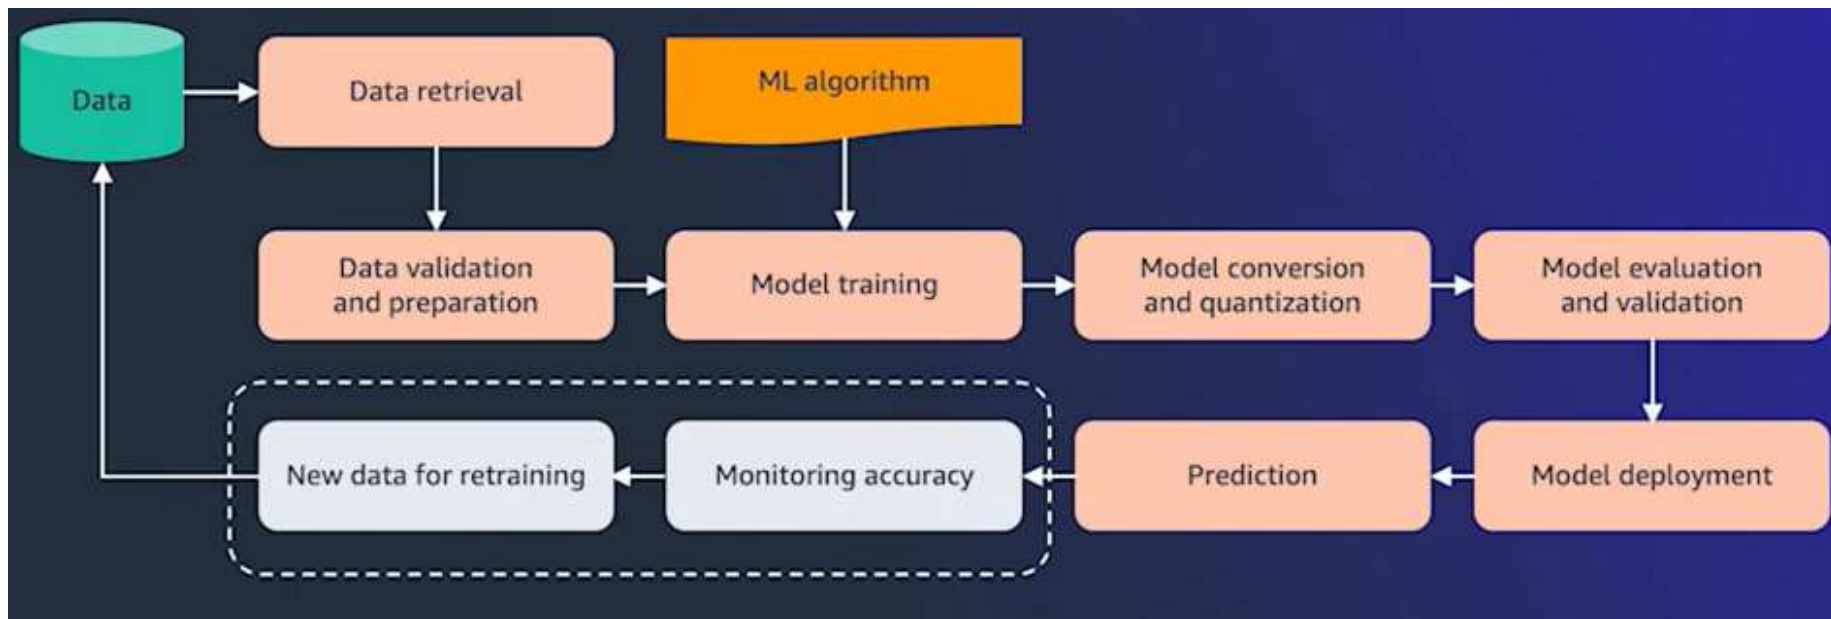 Data
Data retrieval
ML algorithm
Data validation
and preparation
Model training
Model conversion
and quantization
Model evaluation
and validation
New data for retraining
Monitoring accuracy
Prediction
Model deployment